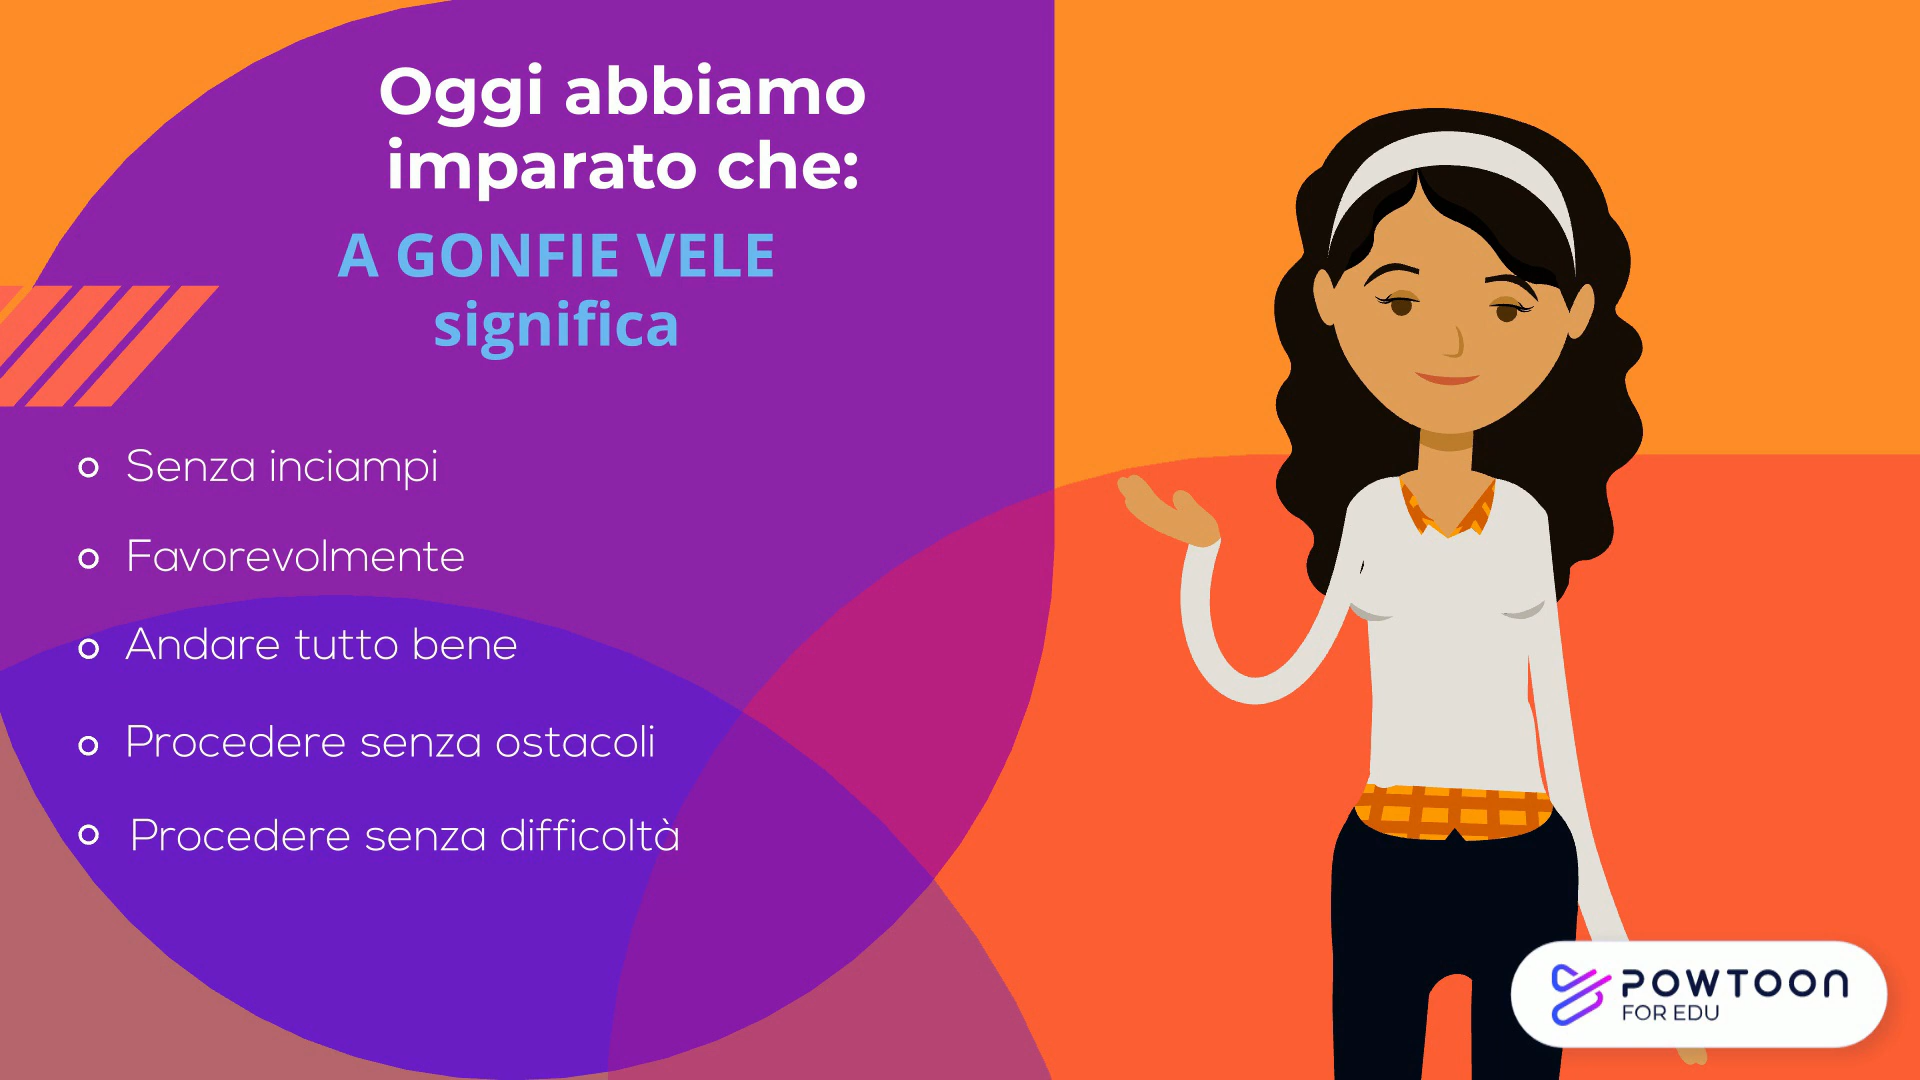 Oggi abbiamo
imparato che:
A GONFIE VELE
significa
Senza inciampi
Favorevolmente
Andare tutto bene
Procedere senza ostacoli
Procedere senza difficoltà
POWTOON
FOR EDU